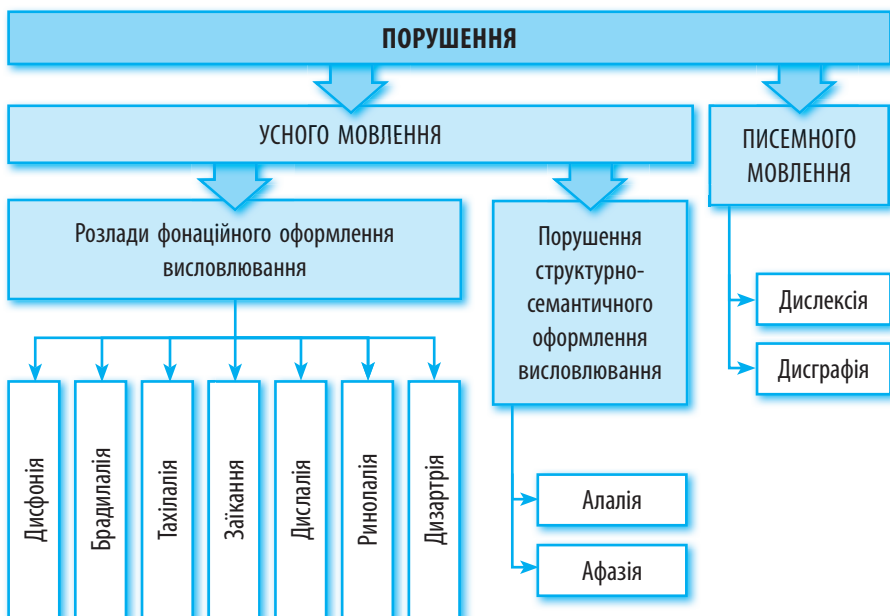 ПОРУШЕННЯ
УСНОГО МОВЛЕННЯ
ПИСЕМНОГО
МОВЛЕННЯ
Розлади фонаційного оформлення
висловлювання
Порушення
структурно-
семантичного
оформлення
висловлювання
Дислексія
Дисграфія
Дисфонія
Брадилалія
Тахілалія
Заїкання
Дислалія
Ринолалія
Дизартрія
Алалія
Афазія